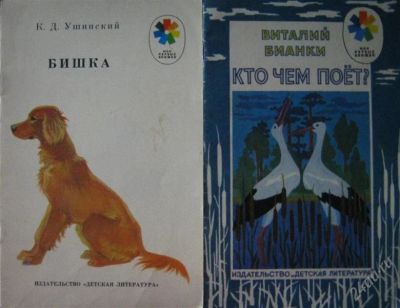 К. Д. Ушинский
БИШКА
ИЗДАТЕЛЬСТВО «ДЕТСКАЯ ЛИТЕРАТУРА»
ВИТАЛИЙ
БИАНКИ
КТО ЧЕМ ПОЁТ?
ИЗДАТЕЛЬСТВО „ДЕТСКАЯ ЛИТЕРАТУРА"